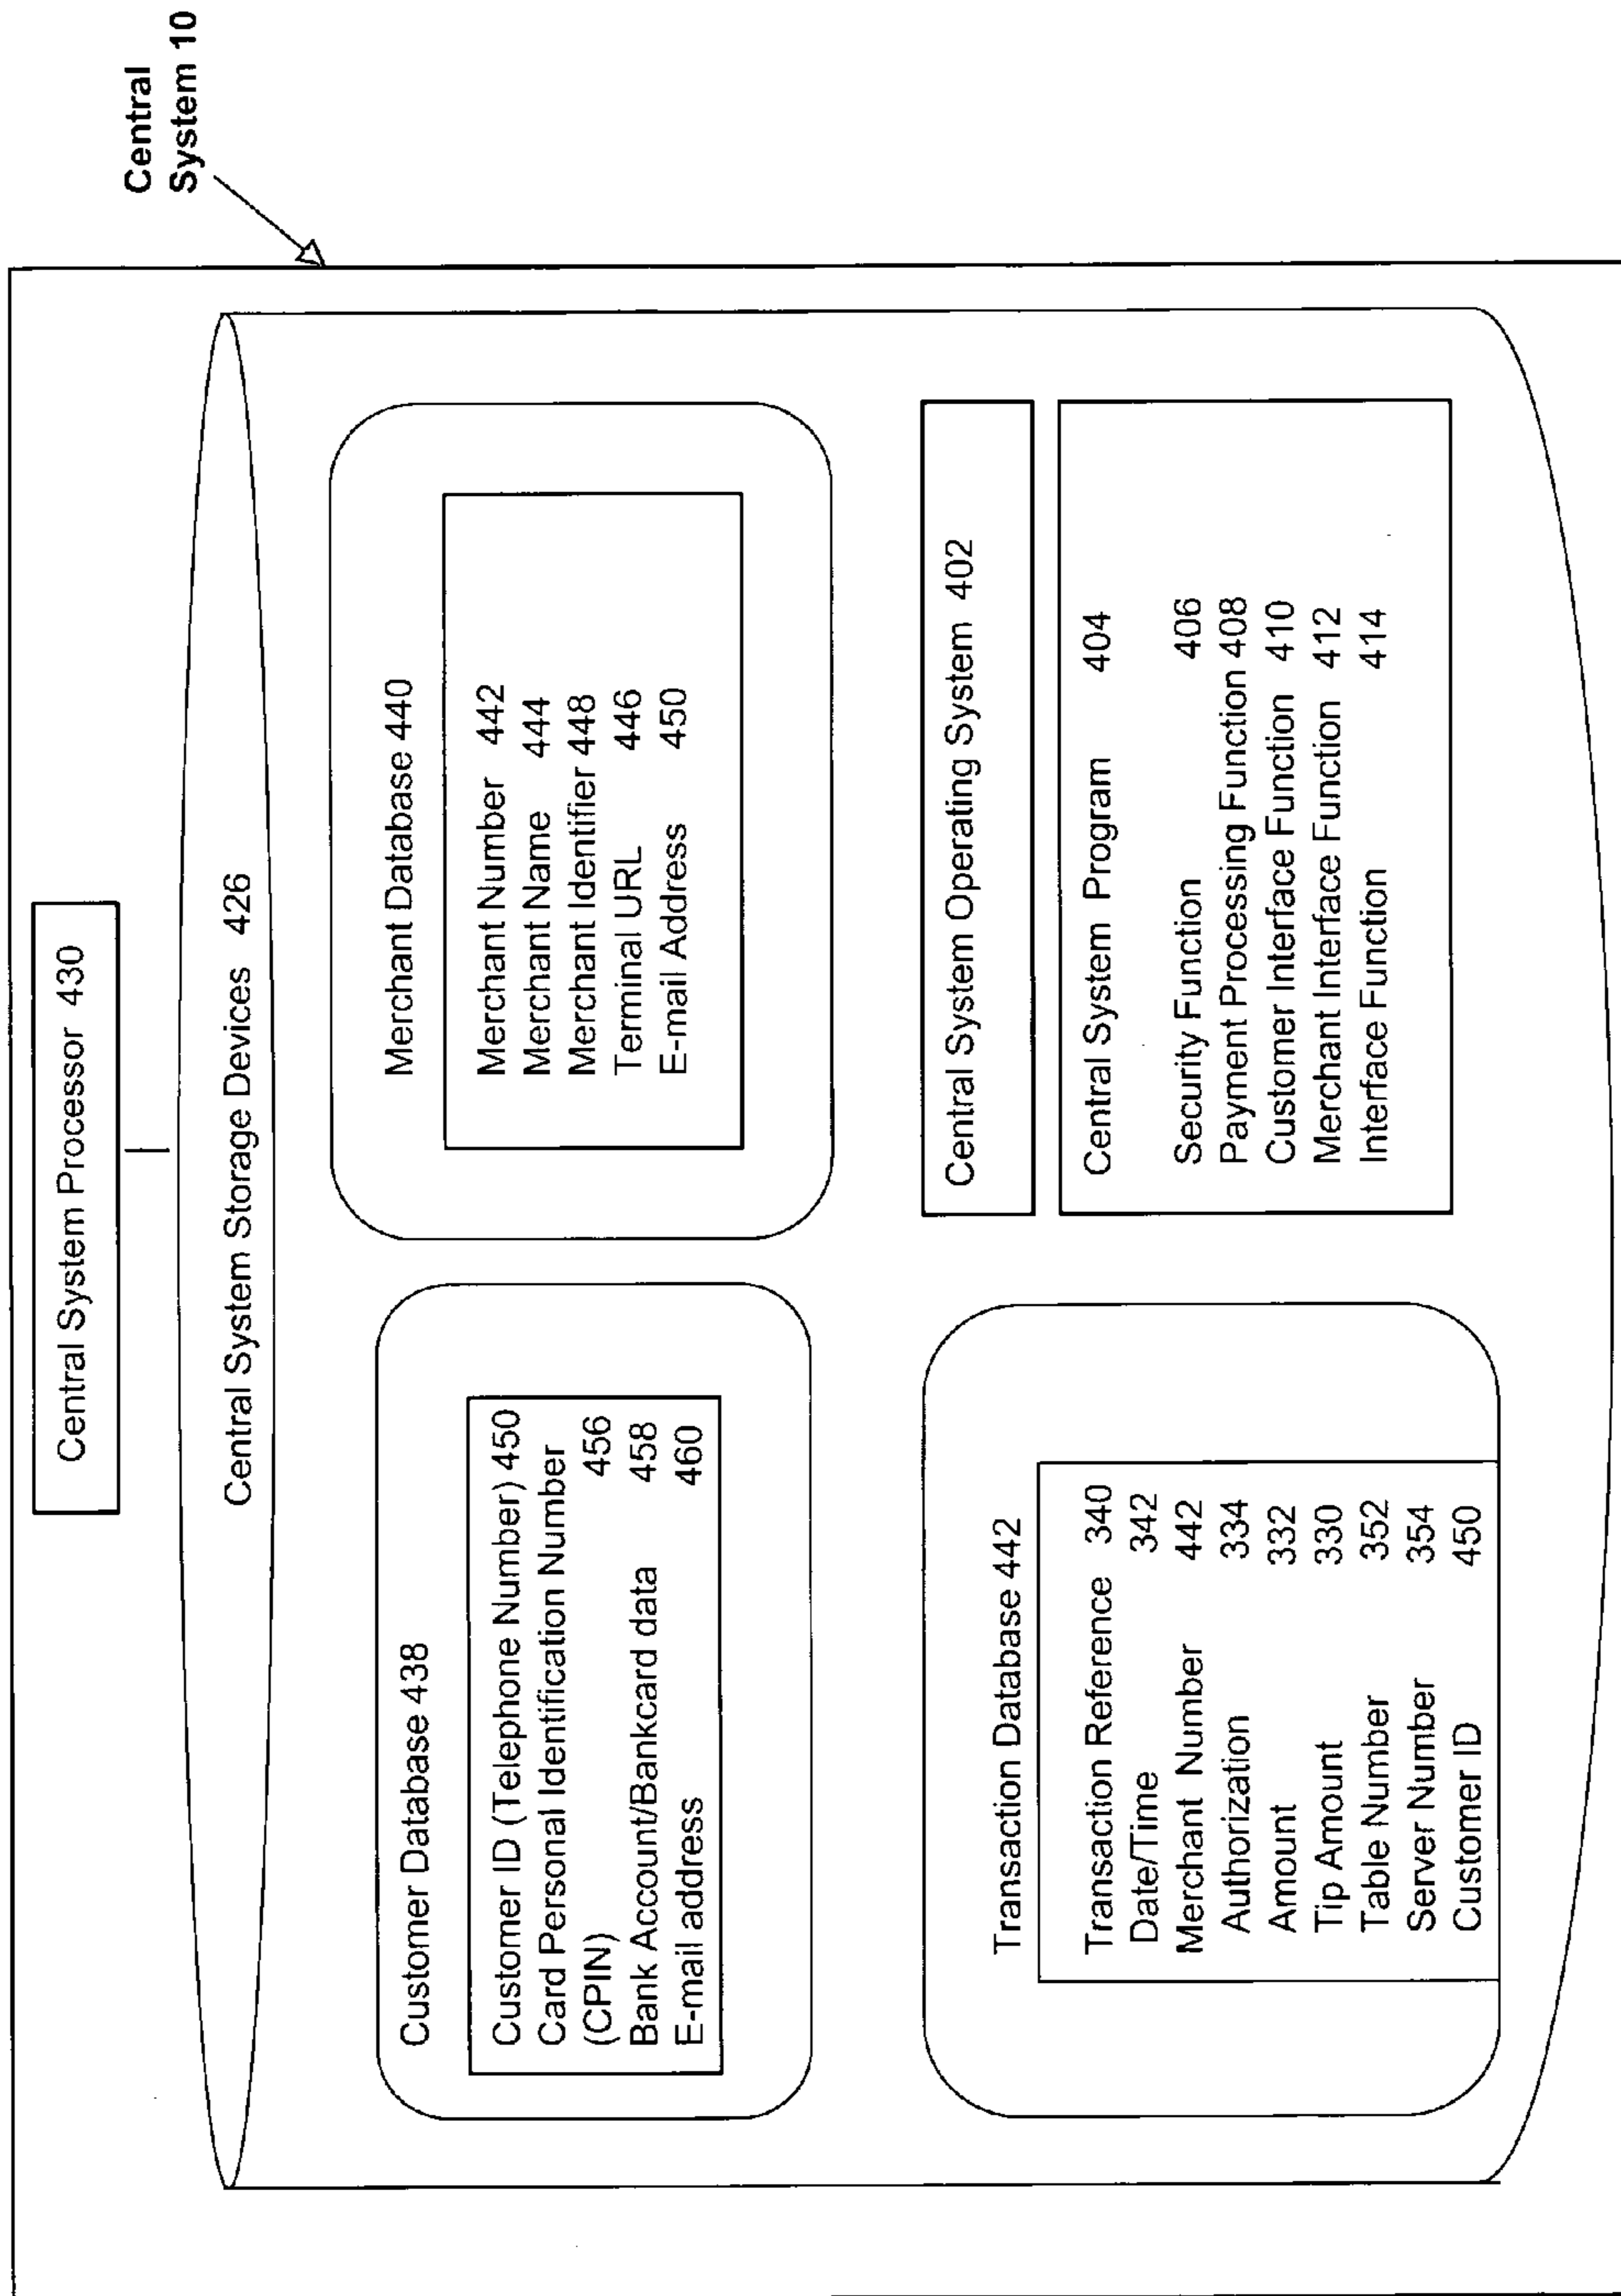 Central System Processor 430
Central
System 10
Central System Storage Devices 426
Customer Database 438
Customer ID (Telephone Number) 450
Card Personal Identification Number
(CPIN) 456
Bank Account/Bankcard data 458
E-mail address 460
Merchant Database 440
Merchant Number 442
Merchant Name 444
Merchant Identifier 448
Terminal URL 446
E-mail Address 450
Transaction Database 442
Transaction Reference 340
Date/Time 342
Merchant Number 442
Authorization 334
Amount 332
Tip Amount 330
Table Number 352
Server Number 354
Customer ID 450
Central System Operating System 402
Central System Program 404
Security Function 406
Payment Processing Function 408
Customer Interface Function 410
Merchant Interface Function 412
Interface Function 414